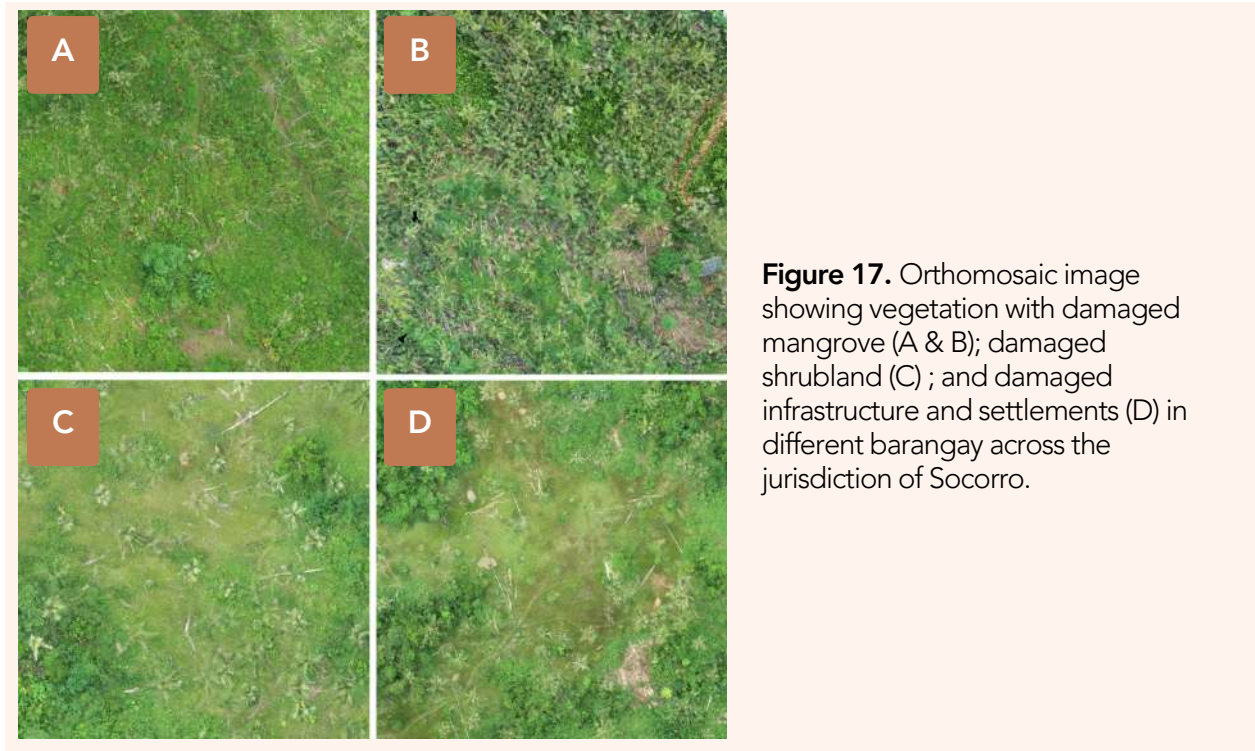 A
B
C
D
Figure 17. Orthomosaic image
showing vegetation with damaged
mangrove (A & B); damaged
shrubland (C) ; and damaged
infrastructure and settlements (D) in
different barangay across the
jurisdiction of Socorro.